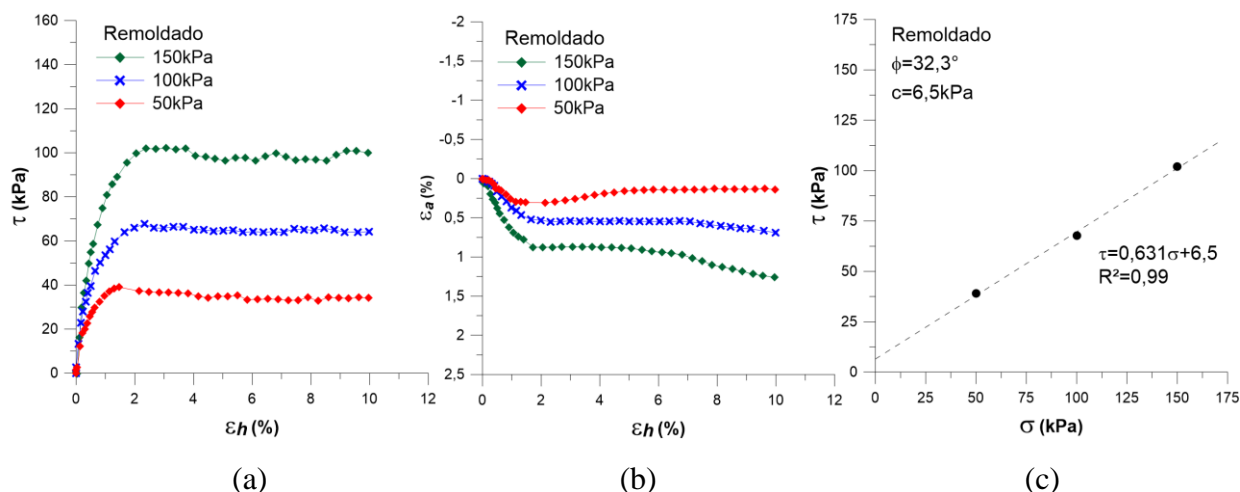 160
140
120
100
80
60
40
20
0
τ (kPa)
Remoldado
150kPa
100kPa
50kPa
0 2 4 6 8 10 12
εh (%)
(a)
-2
-1,5
-1
-0,5
0
0,5
1
1,5
2
2,5
εa (%)
Remoldado
150kPa
100kPa
50kPa
0 2 4 6 8 10 12
εh (%)
(b)
175
150
125
100
75
50
25
0
τ (kPa)
Remoldado
ϕ=32,3°
c=6,5kPa
τ=0,631σ+6,5
R²=0,99
0 25 50 75 100 125 150 175
σ (kPa)
(c)